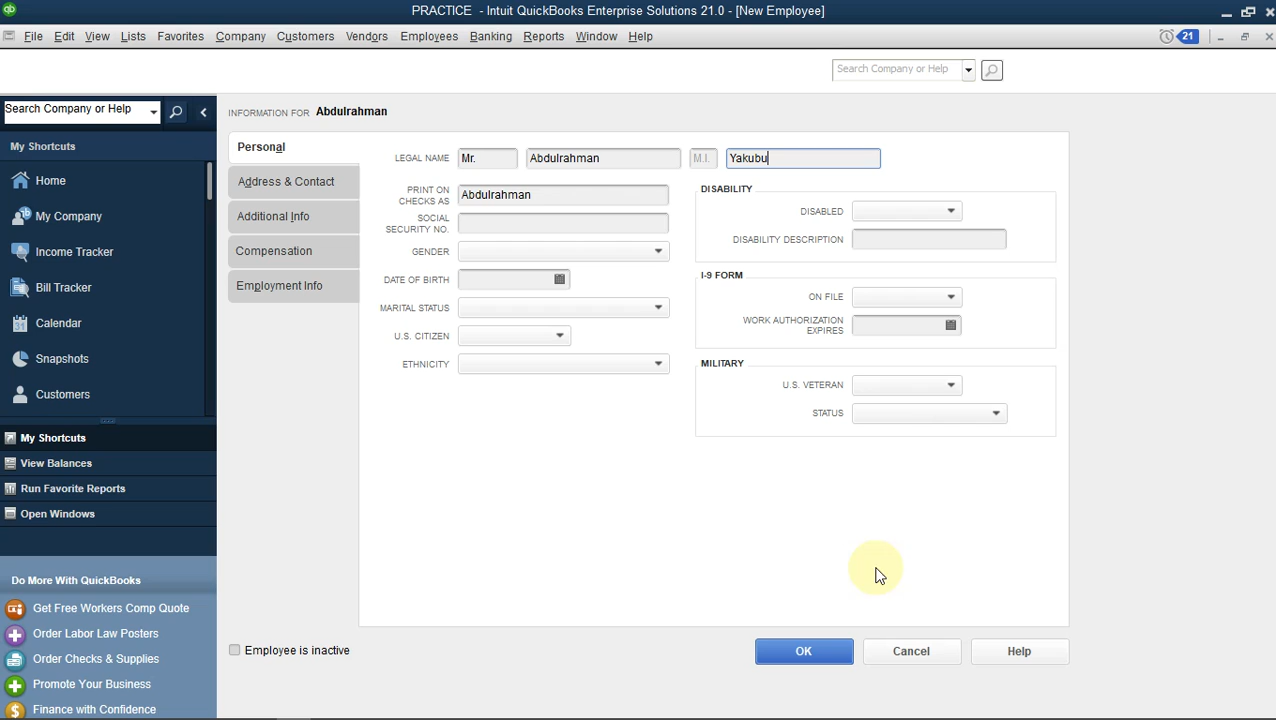 PRACTICE - Intuit QuickBooks Enterprise Solutions 21.0 - [New Employee]
File Edit View Lists Favorites Company Customers Vendors Employees Banking Reports Window Help 21
Search Company or Help
Search Company or Help
My Shortcuts
Home
My Company
Income Tracker
Bill Tracker
Calendar
Snapshots
Customers
My Shortcuts
View Balances
Run Favorite Reports
Open Windows
Do More With QuickBooks
Get Free Workers Comp Quote
Order Labor Law Posters
Order Checks & Supplies
Promote Your Business
Finance with Confidence
INFORMATION FOR Abdulrahman
Personal
Address & Contact
Additional Info
Compensation
Employment Info
LEGAL NAME Mr. Abdulrahman M.I. Yakubu
PRINT ON
CHECKS AS Abdulrahman
SOCIAL
SECURITY NO.
GENDER
DATE OF BIRTH
MARITAL STATUS
U.S. CITIZEN
ETHNICITY
DISABILITY
DISABLED
DISABILITY DESCRIPTION
I-9 FORM
ON FILE
WORK AUTHORIZATION
EXPIRES
MILITARY
U.S. VETERAN
STATUS
Employee is inactive
OK Cancel Help